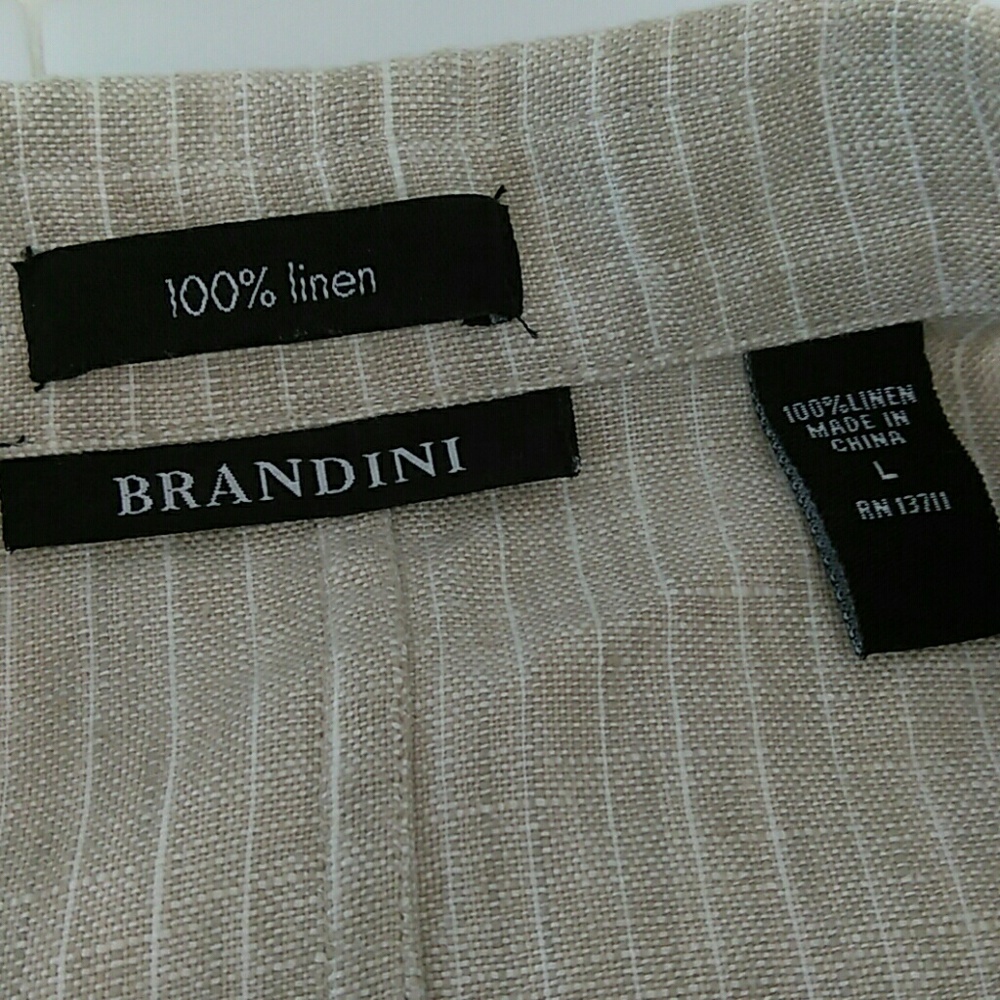 100% linen
BRANDINI
100%LINEN
MADE IN
CHINA
L
RN 13711